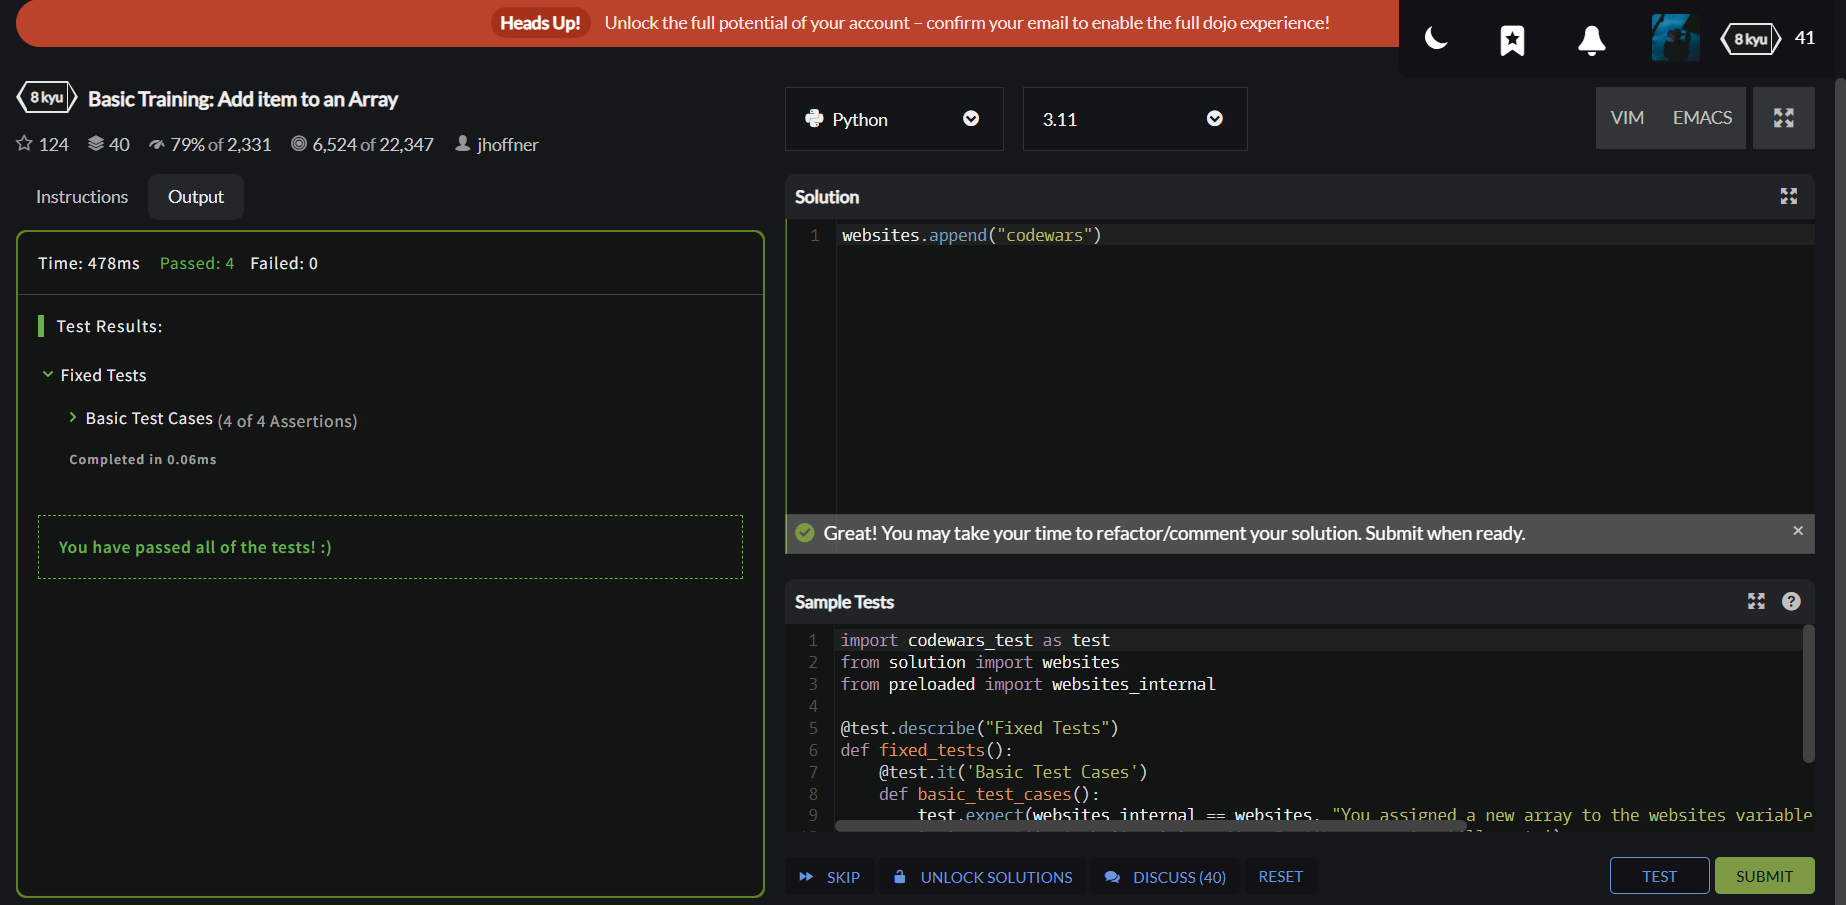 Heads Up! Unlock the full potential of your account – confirm your email to enable the full dojo experience!
8 kyu 41
8 kyu Basic Training: Add item to an Array
124 40 79% of 2,331 6,524 of 22,347 jhoffner
Instructions Output
Time: 478ms Passed: 4 Failed: 0
Test Results:
Fixed Tests
Basic Test Cases (4 of 4 Assertions)
Completed in 0.06ms
You have passed all of the tests! :)
Python 3.11 VIM EMACS
Solution
1 websites.append("codewars")
Great! You may take your time to refactor/comment your solution. Submit when ready. ×
Sample Tests ?
1 import codewars_test as test
2 from solution import websites
3 from preloaded import websites_internal
4
5 @test.describe("Fixed Tests")
6 def fixed_tests():
7 @test.it('Basic Test Cases')
8 def basic_test_cases():
9 test.expect(websites_internal == websites, "You assigned a new array to the websites variable
SKIP UNLOCK SOLUTIONS DISCUSS (40) RESET TEST SUBMIT